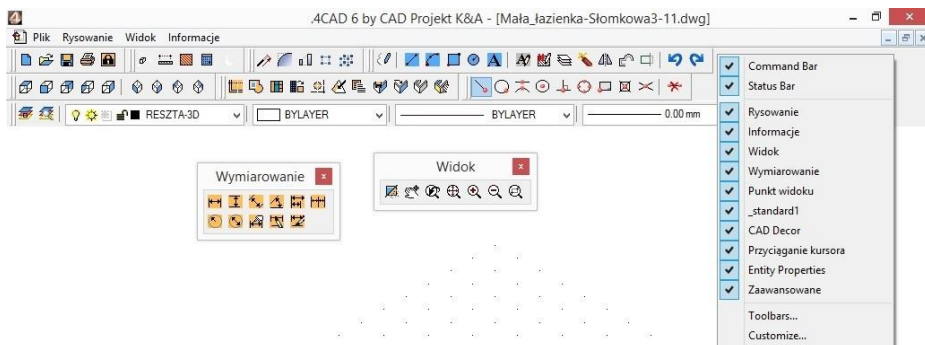 .4CAD 6 by CAD Projekt K&A - [Mała_łazienka-Słomkowa3-11.dwg]
Plik Rysowanie Widok Informacje
RESZTA-3D BYLAYER BYLAYER 0.00 mm
Wymiarowanie
Widok
Command Bar
Status Bar
Rysowanie
Informacje
Widok
Wymiarowanie
Punkt widoku
_standard1
CAD Decor
Przyciąganie kursora
Entity Properties
Zaawansowane
Toolbars...
Customize...